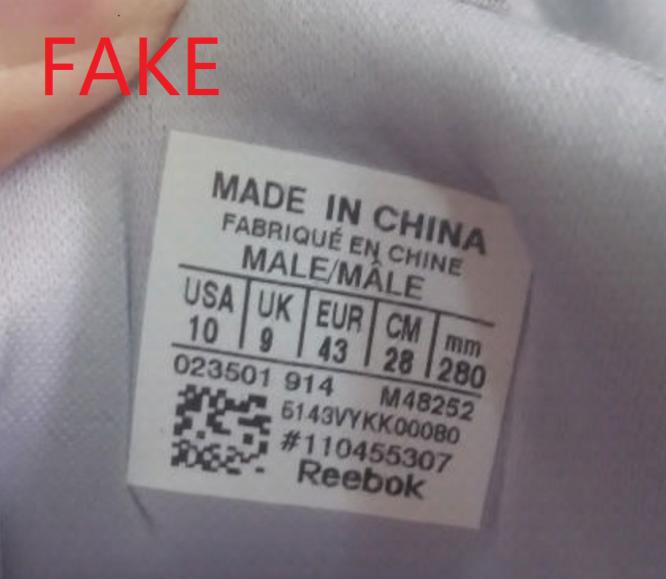 FAKE
MADE IN CHINA
FABRIQUÉ EN CHINE
MALE/MÂLE
USA UK EUR CM mm
10 9 43 28 280
023501 914 M48252
5143VYKK00080
#110455307
Reebok